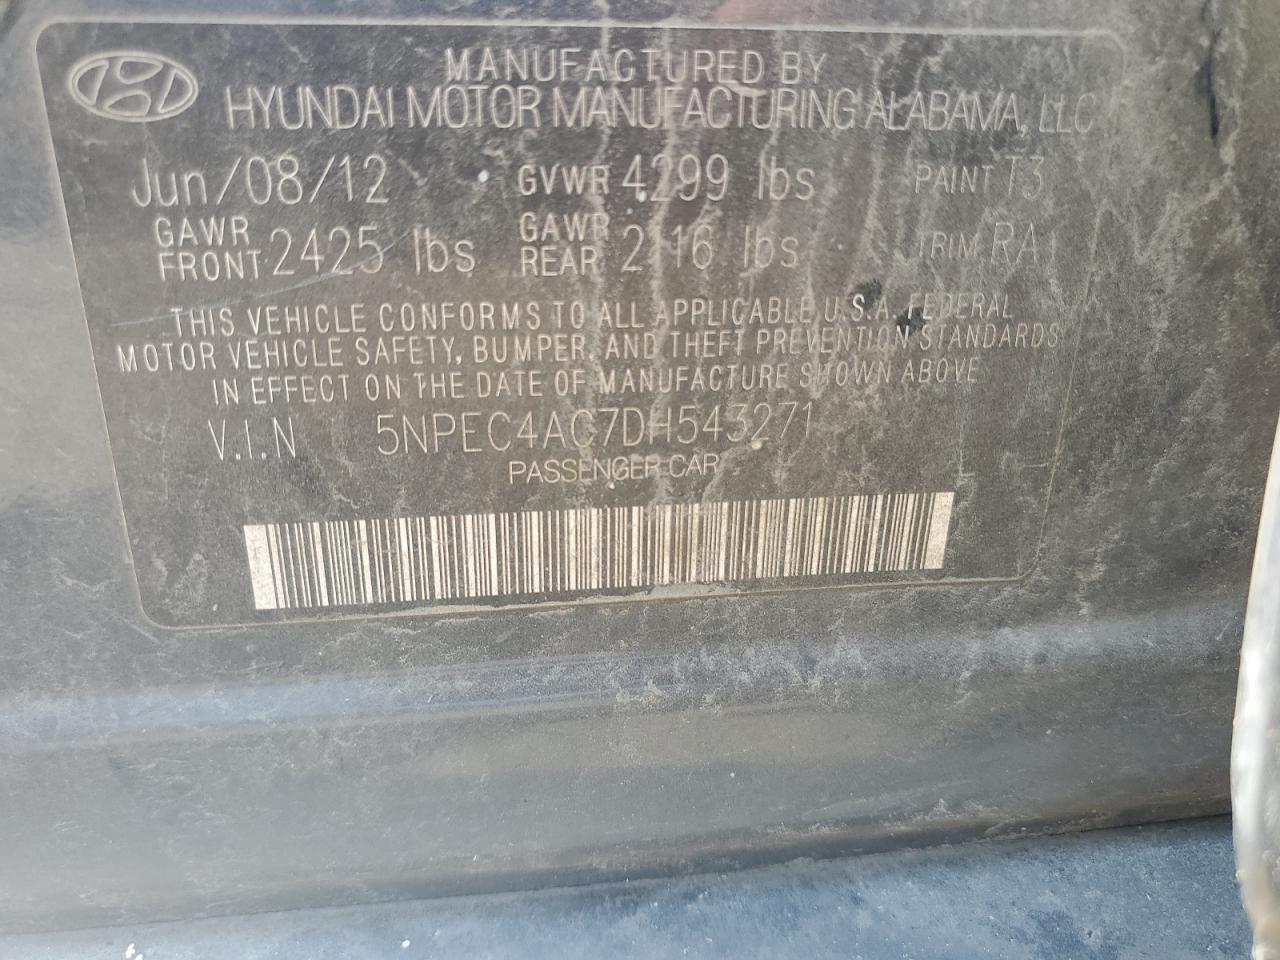 MANUFACTURED BY
HYUNDAI MOTOR MANUFACTURING ALABAMA, LLC
Jun/08/12 GVWR 4299 lbs PAINT T3
GAWR FRONT 2425 lbs GAWR REAR lbs TRIM RA
THIS VEHICLE CONFORMS TO ALL APPLICABLE U.S.A. FEDERAL
MOTOR VEHICLE SAFETY, BUMPER, AND THEFT PREVENTION STANDARDS
IN EFFECT ON THE DATE OF MANUFACTURE SHOWN ABOVE
V.I.N 5NPEC4AC7DH543271
PASSENGER CAR